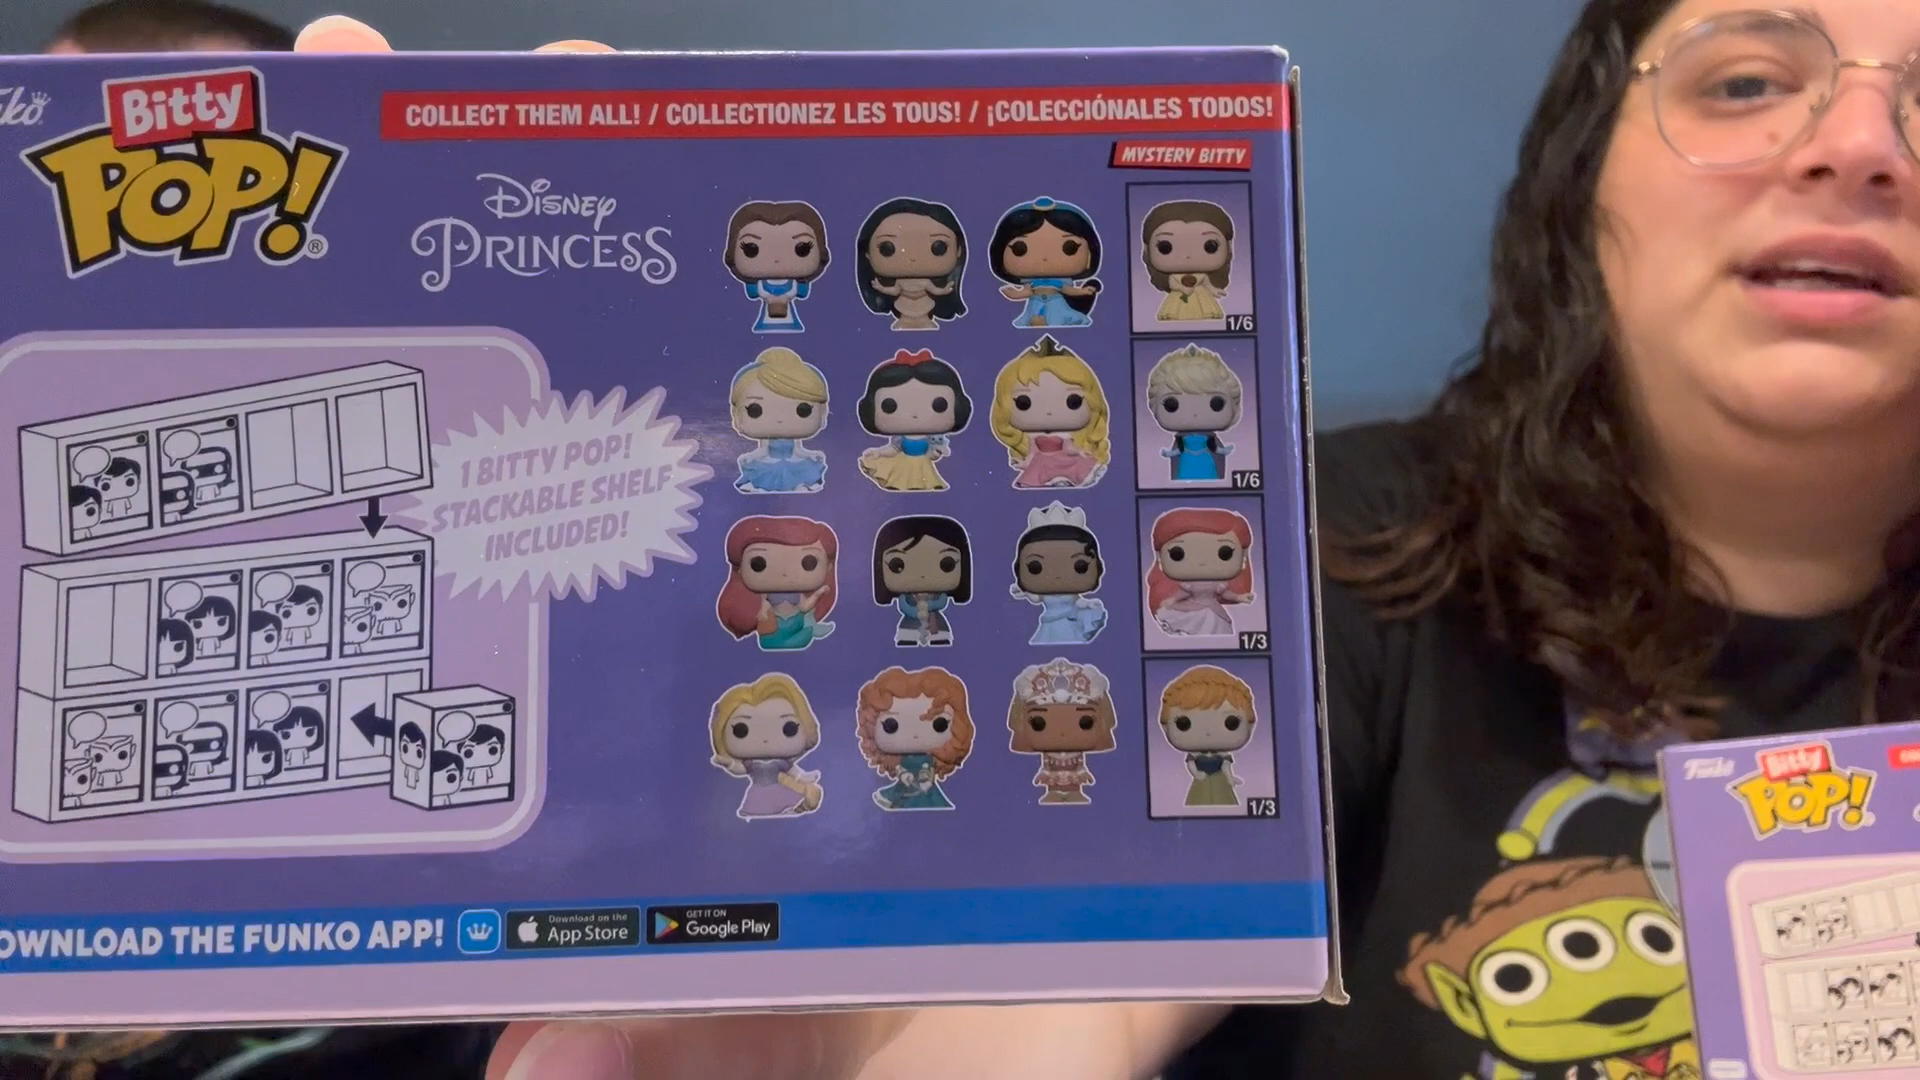 Bitty
POP!®
COLLECT THEM ALL! / COLLECTIONEZ LES TOUS! / ¡COLECCIÓNALES TODOS!
MYSTERY BITTY
DISNEY
PRINCESS
1/6
1/6
1/3
1/3
1 BITTY POP!
STACKABLE SHELF
INCLUDED!
OWNLOAD THE FUNKO APP!
Download on the
App Store
GET IT ON
Google Play
Funko
Bitty
POP!